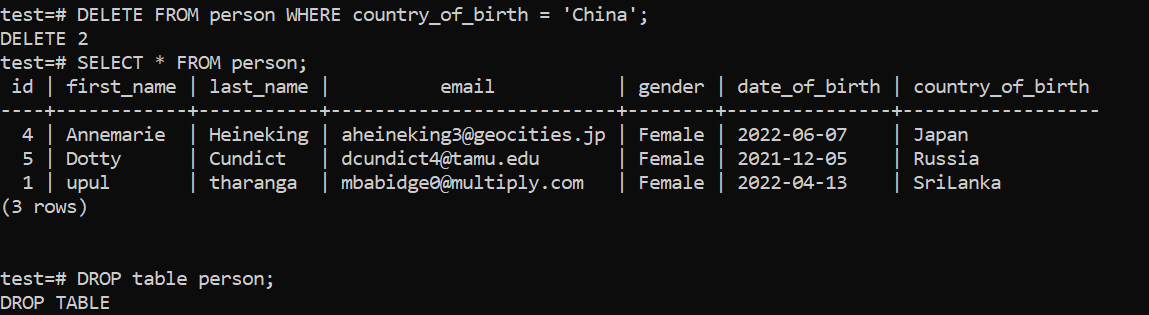 test=# DELETE FROM person WHERE country_of_birth = 'China';
DELETE 2
test=# SELECT * FROM person;
 id | first_name | last_name |          email          | gender | date_of_birth | country_of_birth
----+------------+-----------+-------------------------+--------+---------------+------------------
  4 | Annemarie  | Heineking | aheineking3@geocities.jp | Female | 2022-06-07    | Japan
  5 | Dotty      | Cundict   | dcundict4@tamu.edu      | Female | 2021-12-05    | Russia
  1 | upul       | tharanga  | mbabidge0@multiply.com  | Female | 2022-04-13    | SriLanka
(3 rows)
test=# DROP table person;
DROP TABLE